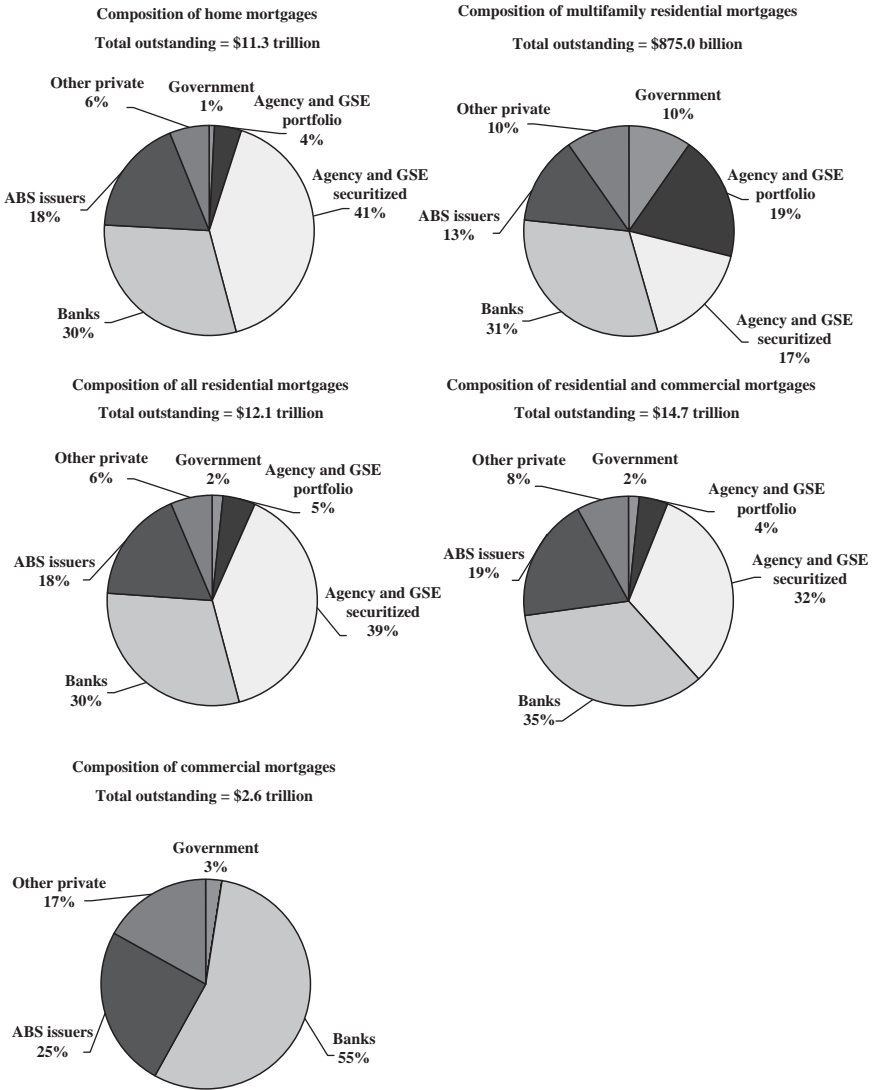 Composition of home mortgages
Total outstanding = $11.3 trillion
Other private
6%
Government
1%
Agency and GSE
portfolio
4%
Agency and GSE
securitized
41%
ABS issuers
18%
Banks
30%
Composition of multifamily residential mortgages
Total outstanding = $875.0 billion
Other private
10%
Government
10%
Agency and GSE
portfolio
19%
ABS issuers
13%
Banks
31%
Agency and GSE
securitized
17%
Composition of all residential mortgages
Total outstanding = $12.1 trillion
Other private
6%
Government
2%
Agency and GSE
portfolio
5%
ABS issuers
18%
Agency and GSE
securitized
39%
Banks
30%
Composition of residential and commercial mortgages
Total outstanding = $14.7 trillion
Other private
8%
Government
2%
Agency and GSE
portfolio
4%
ABS issuers
19%
Agency and GSE
securitized
32%
Banks
35%
Composition of commercial mortgages
Total outstanding = $2.6 trillion
Government
3%
Other private
17%
ABS issuers
25%
Banks
55%